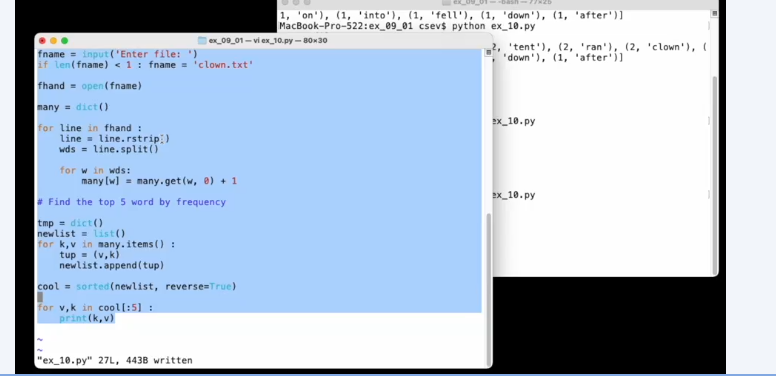 ex_09_01 — -bash — 77×25
1, 'on'), (1, 'into'), (1, 'fell'), (1, 'down'), (1, 'after')]
MacBook-Pro-522:ex_09_01 csev$ python ex_10.py
2, 'tent'), (2, 'ran'), (2, 'clown'), (
, 'down'), (1, 'after')]
ex_10.py
ex_10.py
ex_09_01 — vi ex_10.py — 80×30
fname = input('Enter file: ')
if len(fname) < 1 : fname = 'clown.txt'
fhand = open(fname)
many = dict()
for line in fhand :
line = line.rstrip()
wds = line.split()
for w in wds:
many[w] = many.get(w, 0) + 1
# Find the top 5 word by frequency
tmp = dict()
newlist = list()
for k,v in many.items() :
tup = (v,k)
newlist.append(tup)
cool = sorted(newlist, reverse=True)
for v,k in cool[:5] :
print(k,v)
~
~
"ex_10.py" 27L, 443B written